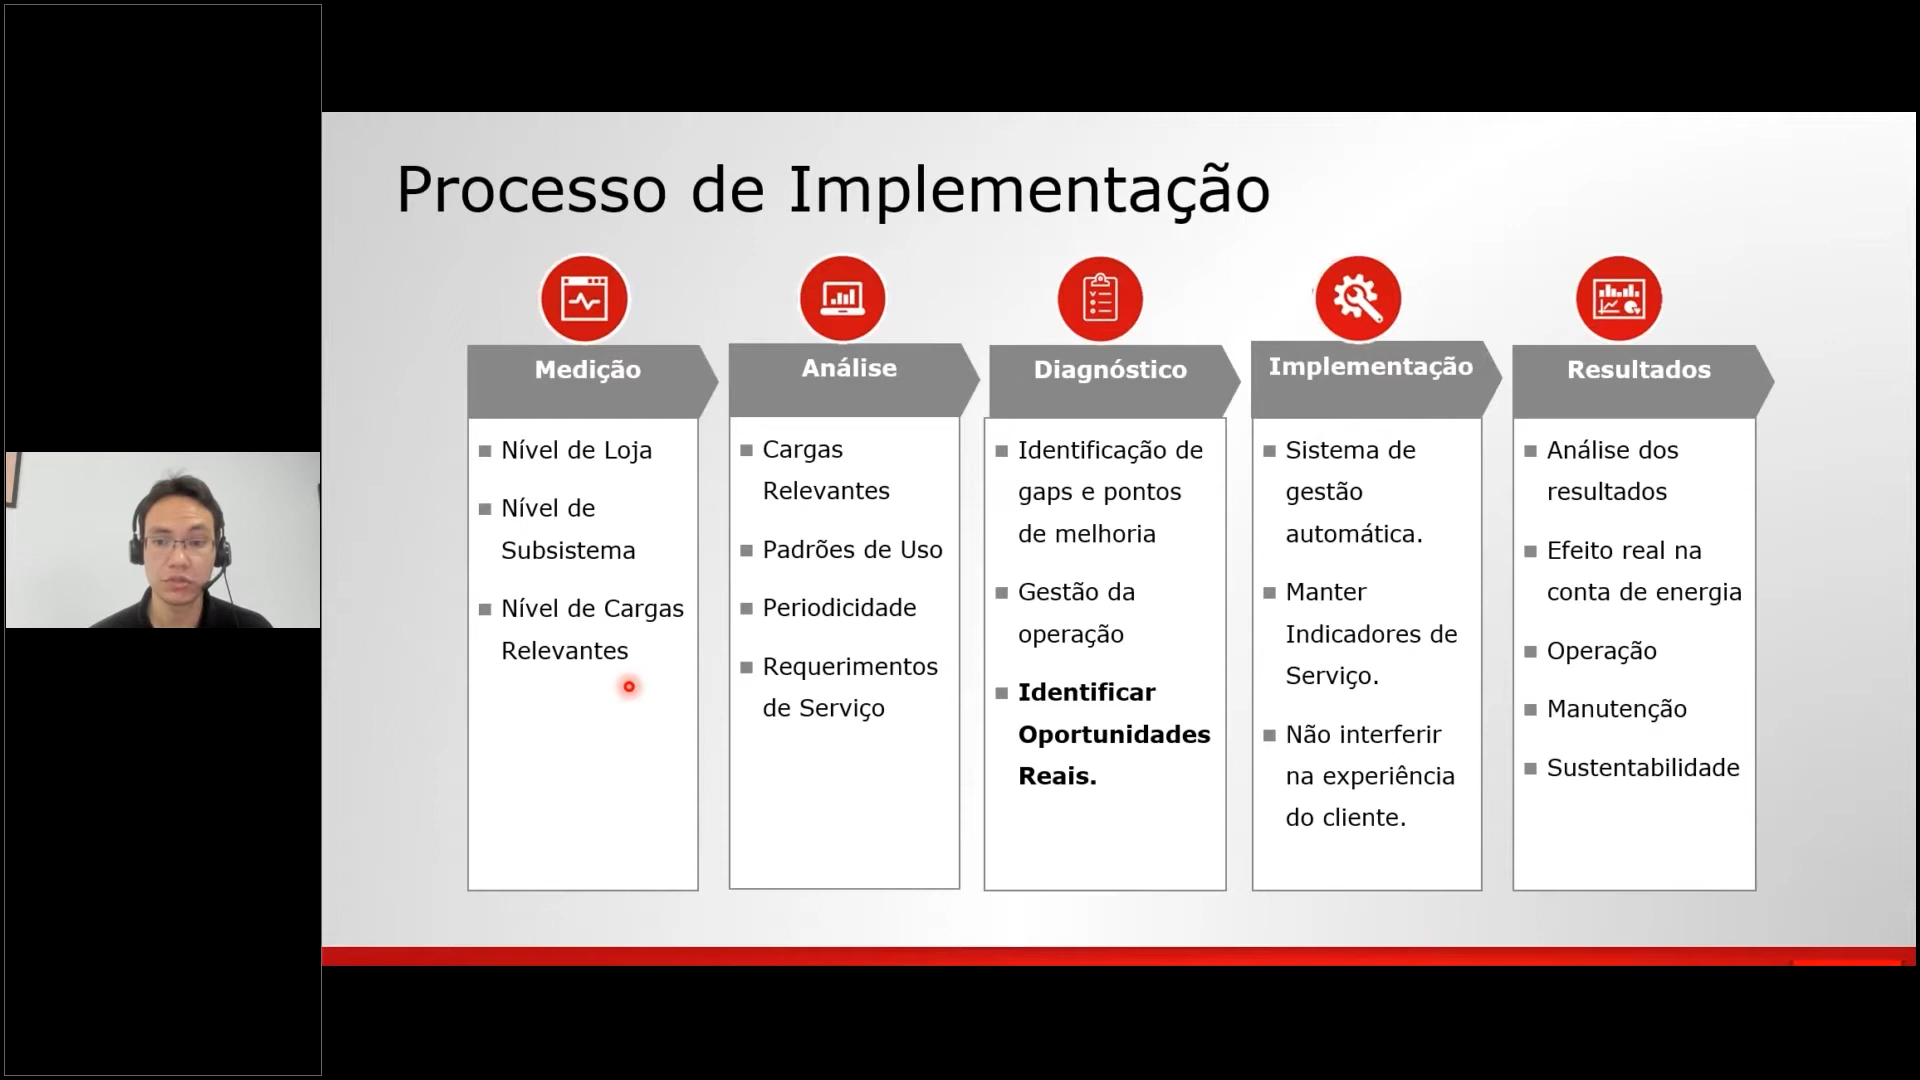 Processo de Implementação
Medição
Nível de Loja
Nível de
Subsistema
Nível de Cargas
Relevantes
Análise
Cargas
Relevantes
Padrões de Uso
Periodicidade
Requerimentos
de Serviço
Diagnóstico
Identificação de
gaps e pontos
de melhoria
Gestão da
operação
Identificar
Oportunidades
Reais.
Implementação
Sistema de
gestão
automática.
Manter
Indicadores de
Serviço.
Não interferir
na experiência
do cliente.
Resultados
Análise dos
resultados
Efeito real na
conta de energia
Operação
Manutenção
Sustentabilidade